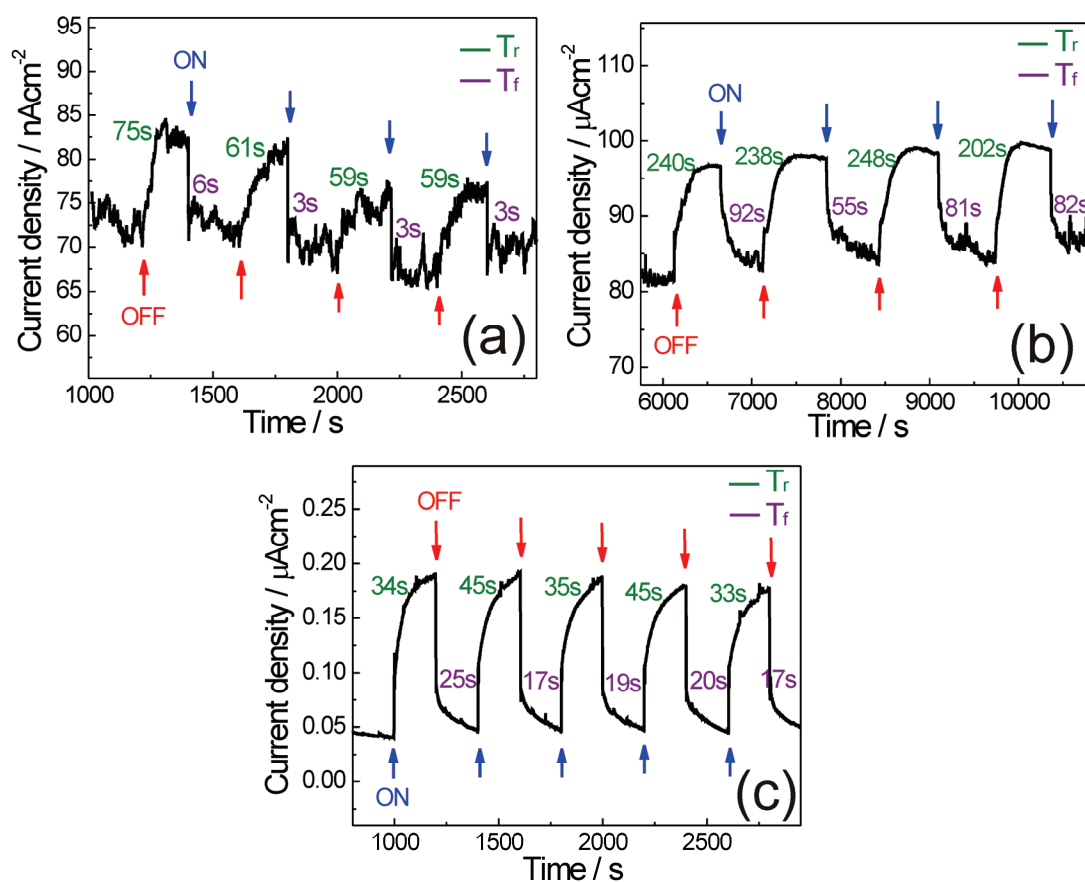 Current density / nAcm-2
95
90
85
80
75
70
65
60
ON
Tr
Tf
75s
61s
59s
59s
6s
3s
3s
3s
OFF
(a)
1000
1500
2000
2500
Time / s
Current density / μAcm-2
110
100
90
80
70
ON
Tr
Tf
240s
238s
248s
202s
92s
55s
81s
82s
OFF
(b)
6000
7000
8000
9000
10000
Time / s
Current density / μAcm-2
0.25
0.20
0.15
0.10
0.05
0.00
OFF
Tr
Tf
34s
45s
35s
45s
33s
25s
17s
19s
20s
17s
ON
(c)
1000
1500
2000
2500
Time / s